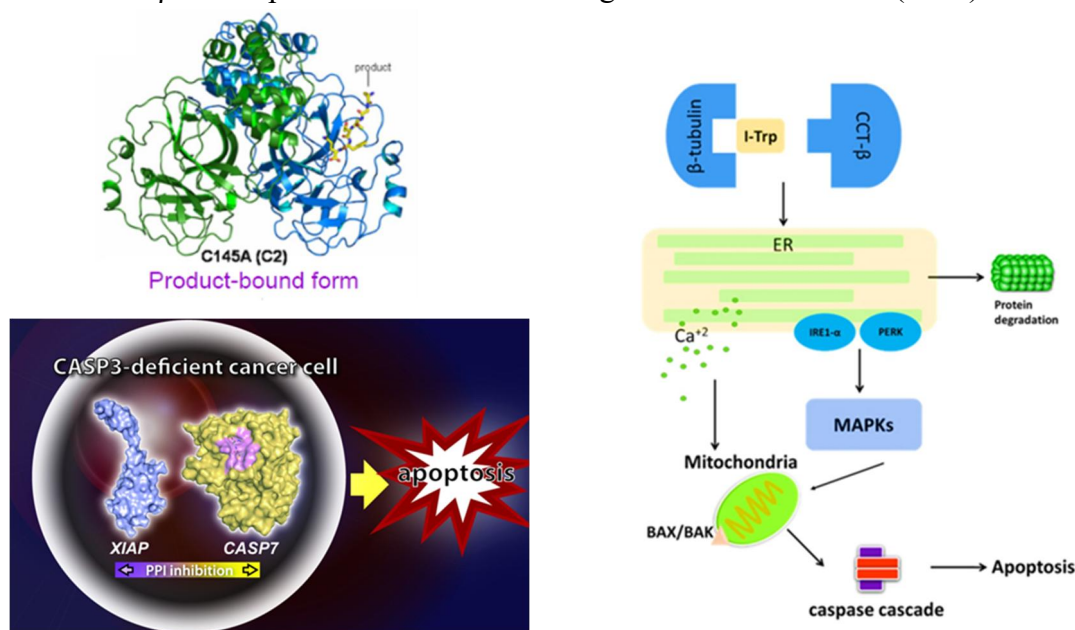 product
C145A (C2)
Product-bound form
CASP3-deficient cancer cell
XIAP
CASP7
PPI inhibition
apoptosis
β-tubulin
I-Trp
CCT-β
ER
Protein
degradation
Ca+2
IRE1-α
PERK
MAPKs
Mitochondria
BAX/BAK
caspase cascade
Apoptosis